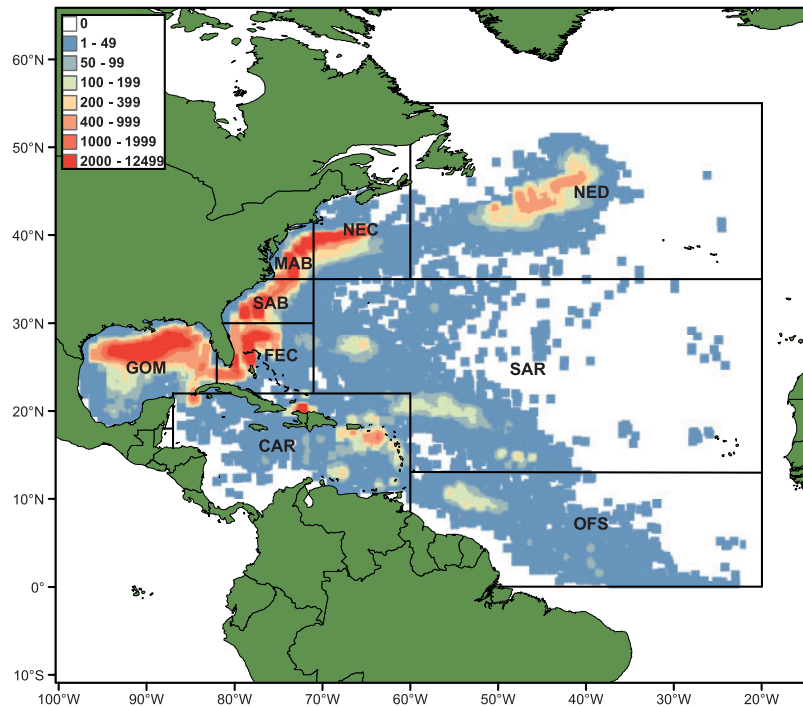 0
1 - 49
50 - 99
100 - 199
200 - 399
400 - 999
1000 - 1999
2000 - 12499
60°N
50°N
40°N
30°N
20°N
10°N
0°
10°S
NED
NEC
MAB
SAB
FEC
GOM
SAR
CAR
OFS
100°W
90°W
80°W
70°W
60°W
50°W
40°W
30°W
20°W